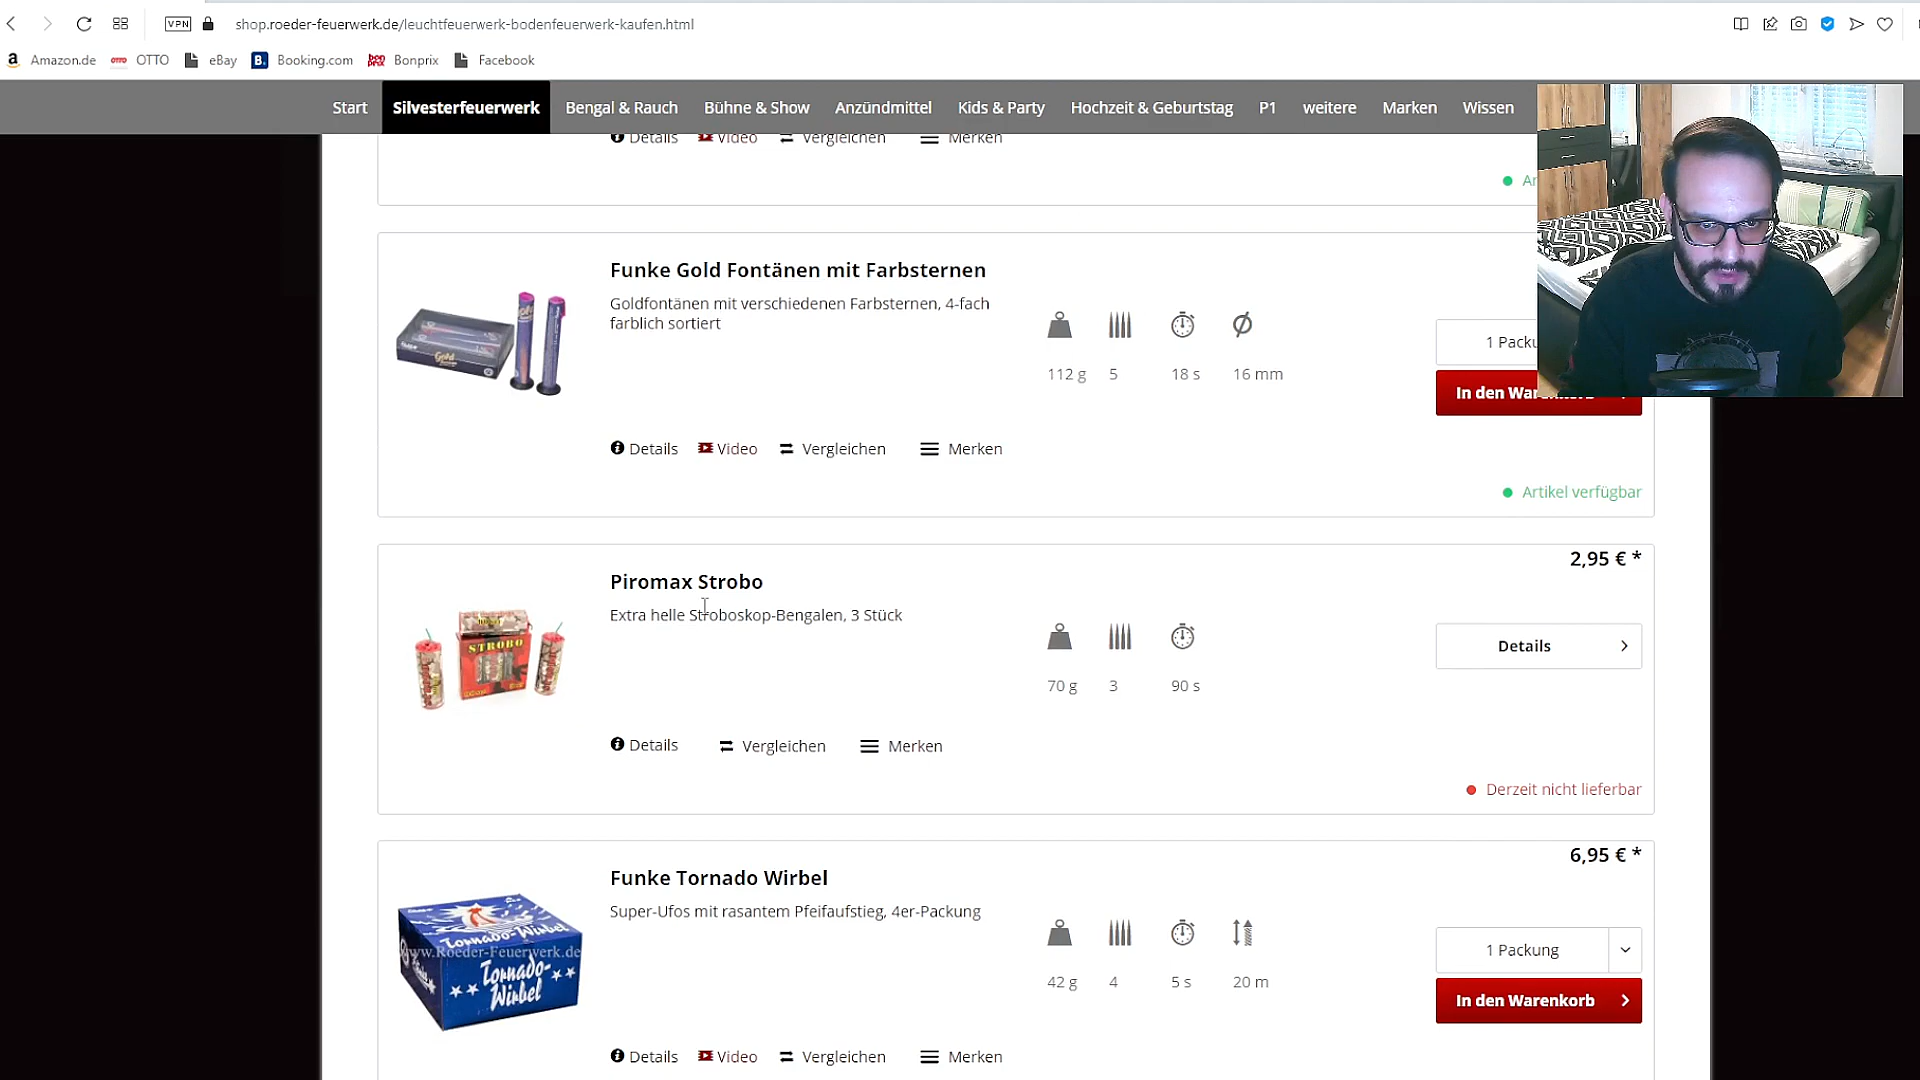 VPN
shop.roeder-feuerwerk.de/leuchtfeuerwerk-bodenfeuerwerk-kaufen.html
Amazon.de
OTTO
eBay
Booking.com
Bonprix
Facebook
Start
Silvesterfeuerwerk
Bengal & Rauch
Bühne & Show
Anzündmittel
Kids & Party
Hochzeit & Geburtstag
P1
weitere
Marken
Wissen
Details
Video
Vergleichen
Merken
Funke Gold Fontänen mit Farbsternen
Goldfontänen mit verschiedenen Farbsternen, 4-fach
farblich sortiert
112 g
5
18 s
16 mm
In den
Details
Video
Vergleichen
Merken
Artikel verfügbar
2,95 € *
Piromax Strobo
Extra helle Stroboskop-Bengalen, 3 Stück
STROBO
70 g
3
90 s
Details
Details
Vergleichen
Merken
Derzeit nicht lieferbar
6,95 € *
Funke Tornado Wirbel
Super-Ufos mit rasantem Pfeifaufstieg, 4er-Packung
Tornado-Wirbel
www.Roeder-Feuerwerk.de
Tornado-
Wirbel
42 g
4
5 s
20 m
1 Packung
In den Warenkorb
Details
Video
Vergleichen
Merken